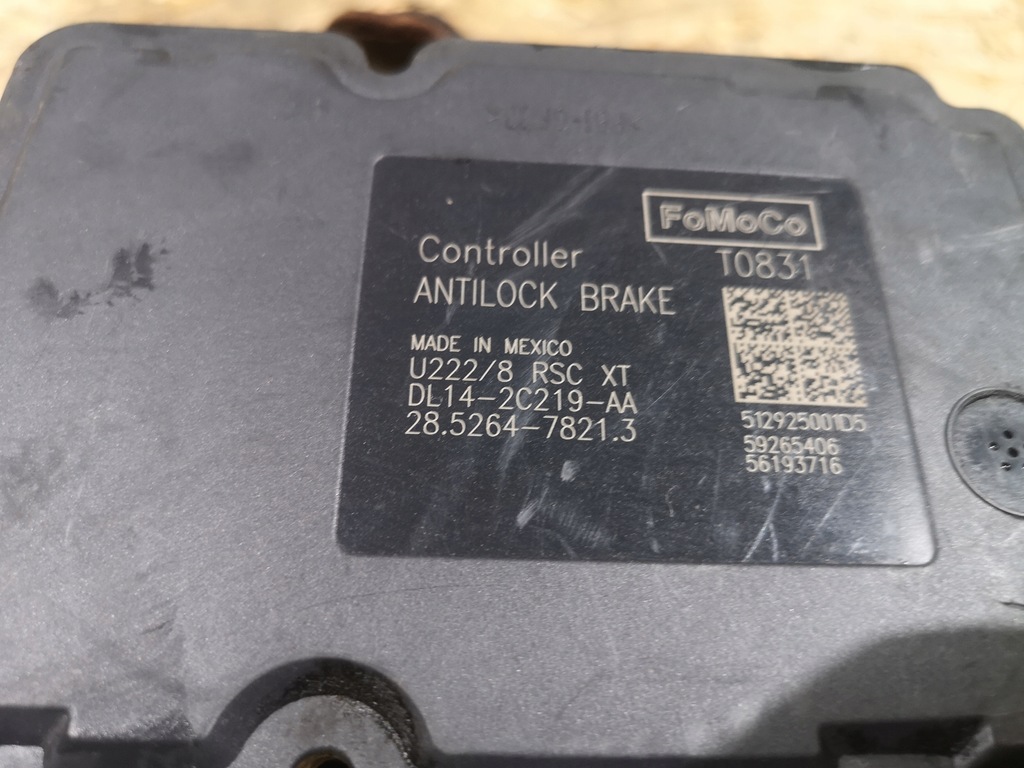 FoMoCo
Controller
T0831
ANTILOCK BRAKE
MADE IN MEXICO
U222/8 RSC XT
DL14-2C219-AA
28.5264-7821.3
512925001D5
59265406
56193716